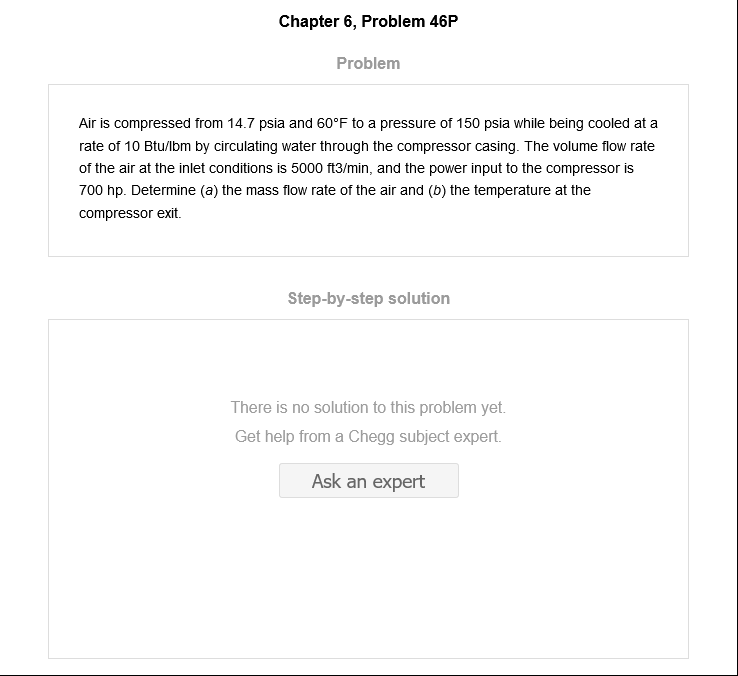 Chapter 6, Problem 46P
Problem
Air is compressed from 14.7 psia and 60°F to a pressure of 150 psia while being cooled at a
rate of 10 Btu/lbm by circulating water through the compressor casing. The volume flow rate
of the air at the inlet conditions is 5000 ft3/min, and the power input to the compressor is
700 hp. Determine (a) the mass flow rate of the air and (b) the temperature at the
compressor exit.
Step-by-step solution
There is no solution to this problem yet.
Get help from a Chegg subject expert.
Ask an expert